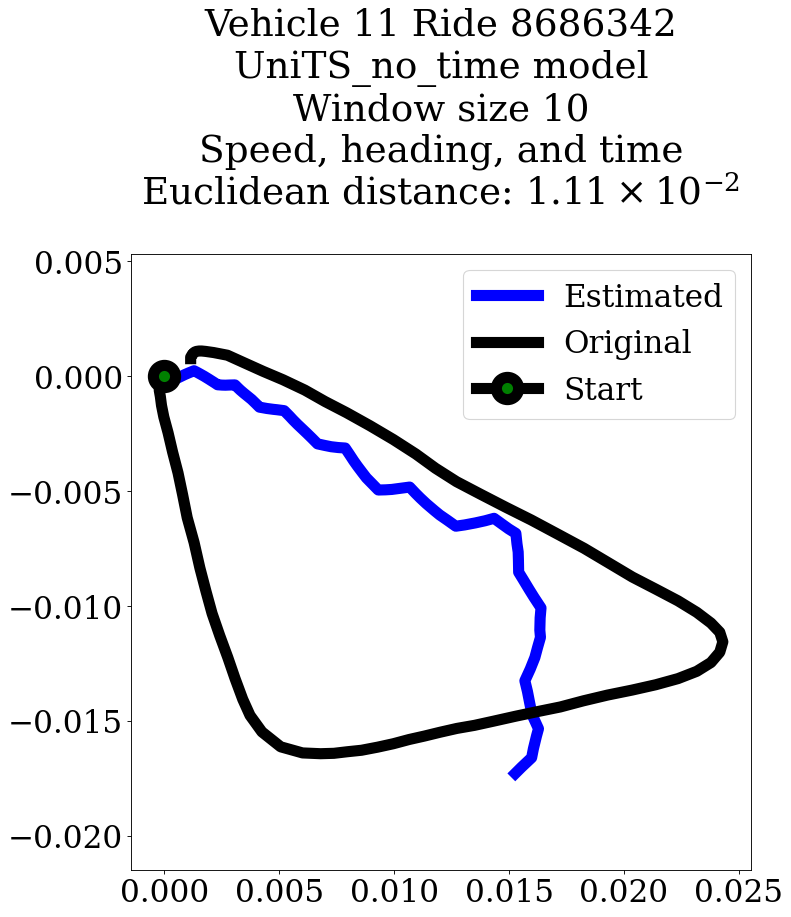 Vehicle 11 Ride 8686342
UniTS_no_time model
Window size 10
Speed, heading, and time
Euclidean distance: 1.11 × 10⁻²
0.005
0.000
−0.005
−0.010
−0.015
−0.020
Estimated
Original
Start
0.000 0.005 0.010 0.015 0.020 0.025